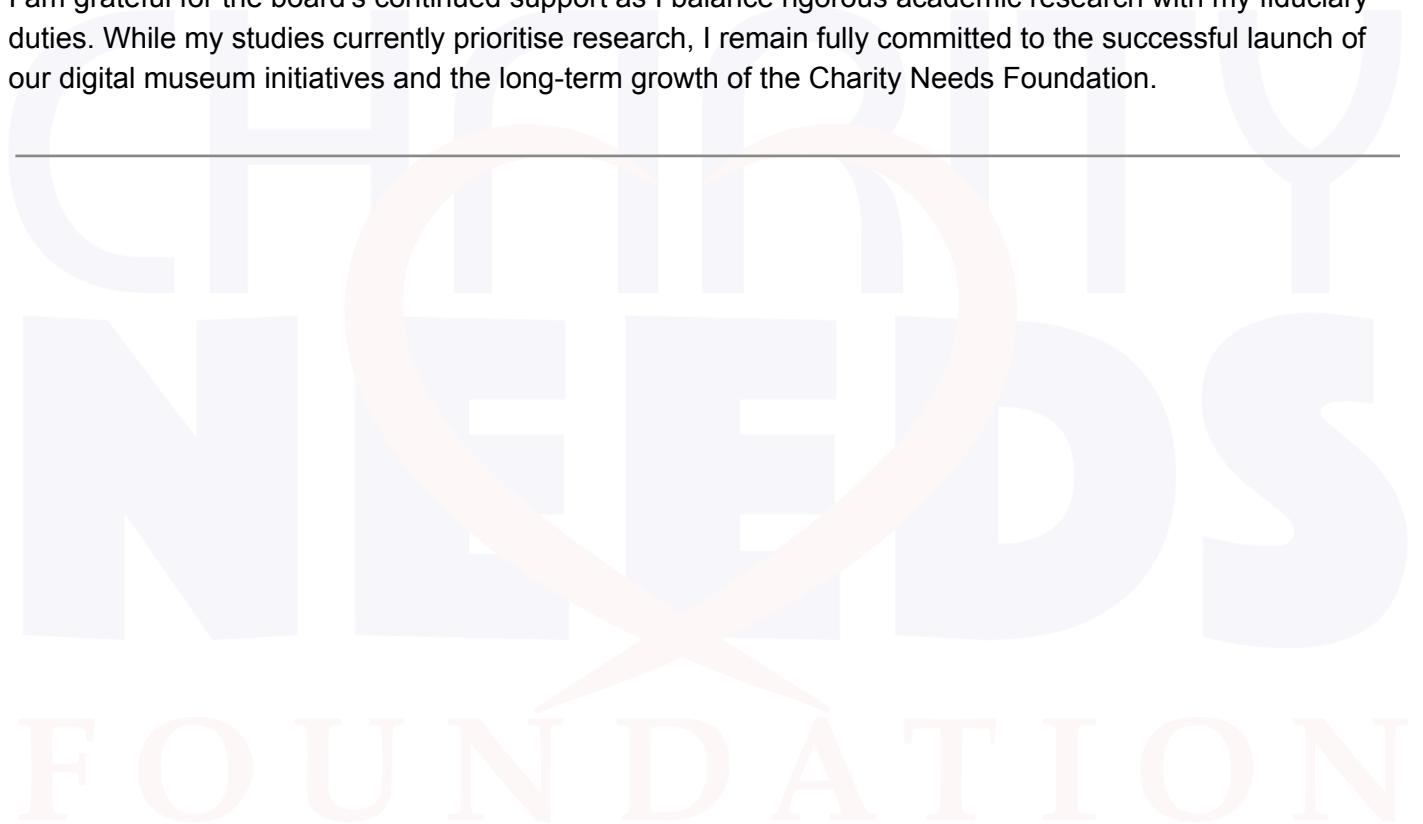 I am grateful for the board's continued support as I balance rigorous academic research with my fiduciary
duties. While my studies currently prioritise research, I remain fully committed to the successful launch of
our digital museum initiatives and the long-term growth of the Charity Needs Foundation.
CHARITY
NEEDS
FOUNDATION